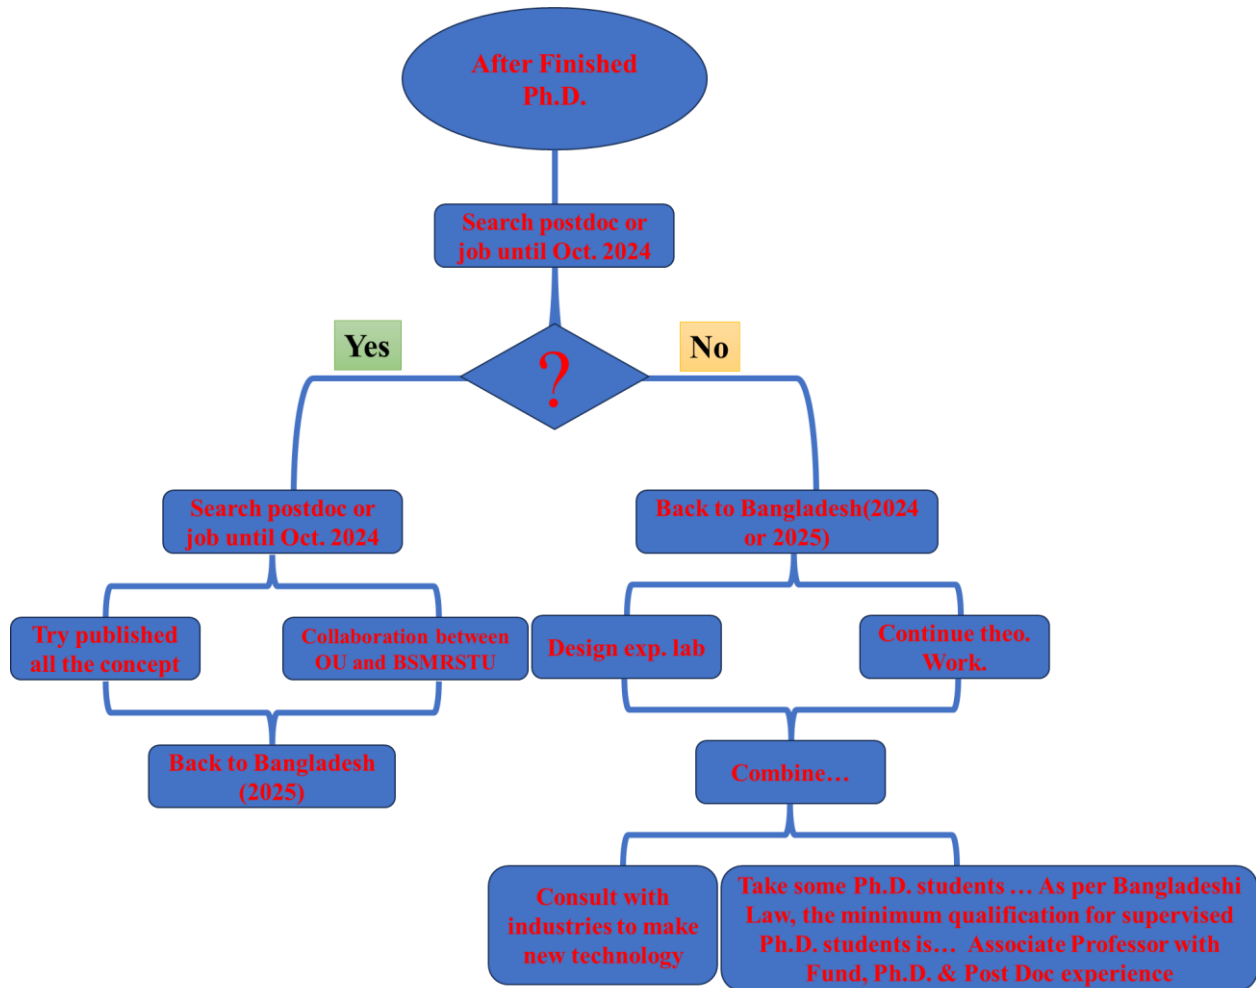 After Finished
Ph.D.
Search postdoc or
job until Oct. 2024
Yes
?
No
Search postdoc or
job until Oct. 2024
Back to Bangladesh(2024
or 2025)
Try published
all the concept
Collaboration between
OU and BSMRSTU
Design exp. lab
Continue theo.
Work.
Back to Bangladesh
(2025)
Combine…
Consult with
industries to make
new technology
Take some Ph.D. students … As per Bangladeshi
Law, the minimum qualification for supervised
Ph.D. students is… Associate Professor with
Fund, Ph.D. & Post Doc experience